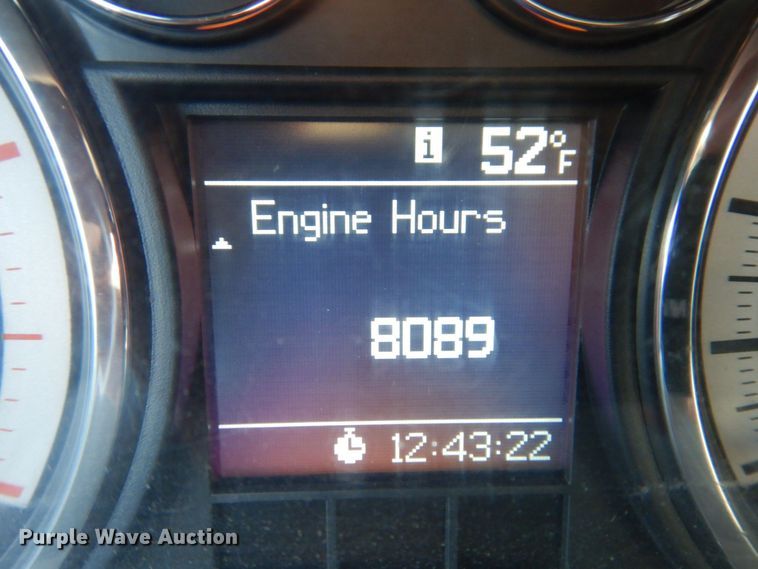 i 52°F
Engine Hours
8089
12:43:22
Purple Wave Auction